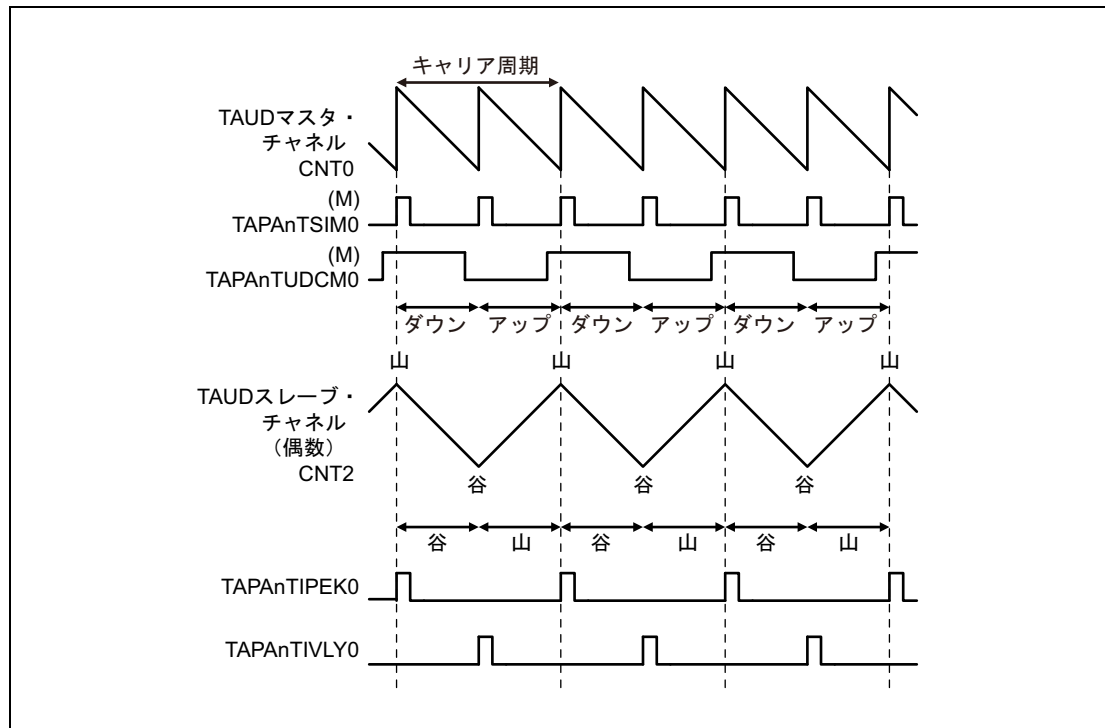 キャリア周期
TAUDマスタ・
チャネル
CNT0
(M)
TAPAnTSIM0
(M)
TAPAnTUDCM0
ダウン アップ ダウン アップ ダウン アップ
山 山 山 山
TAUDスレーブ・
チャネル
（偶数）
CNT2
谷 谷 谷
谷 山 谷 山 谷 山
TAPAnTIPEK0
TAPAnTIVLY0